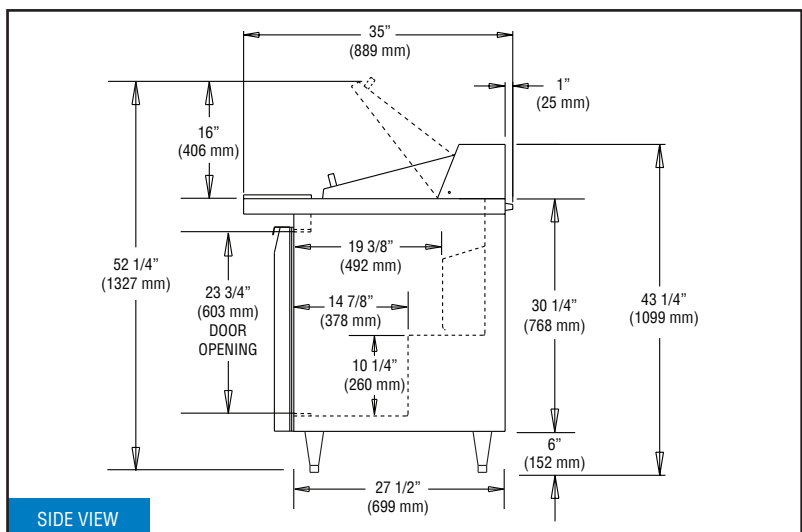 35”
(889 mm)
1”
(25 mm)
16”
(406 mm)
52 1/4”
(1327 mm)
19 3/8”
(492 mm)
23 3/4”
(603 mm)
DOOR
OPENING
14 7/8”
(378 mm)
30 1/4”
(768 mm)
43 1/4”
(1099 mm)
10 1/4”
(260 mm)
6”
(152 mm)
27 1/2”
(699 mm)
SIDE VIEW